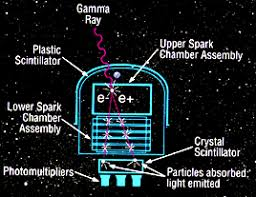 Gamma
Ray
Plastic
Scintillator
Upper Spark
Chamber Assembly
e- e+
Lower Spark
Chamber
Assembly
Crystal
Scintillator
Photomultipliers
Particles absorbed;
light emitted